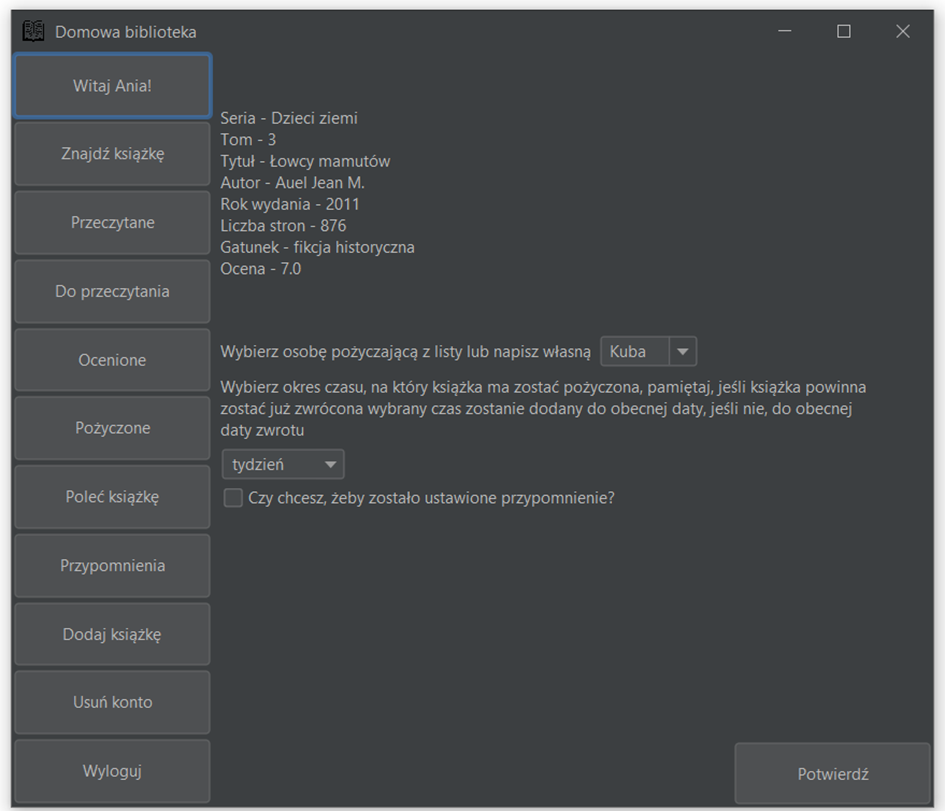 Domowa biblioteka
Witaj Ania!
Znajdź książkę
Przeczytane
Do przeczytania
Ocenione
Pożyczone
Poleć książkę
Przypomnienia
Dodaj książkę
Usuń konto
Wyloguj
Seria - Dzieci ziemi
Tom - 3
Tytuł - Łowcy mamutów
Autor - Auel Jean M.
Rok wydania - 2011
Liczba stron - 876
Gatunek - fikcja historyczna
Ocena - 7.0
Wybierz osobę pożyczającą z listy lub napisz własną Kuba
Wybierz okres czasu, na który książka ma zostać pożyczona, pamiętaj, jeśli książka powinna
zostać już zwrócona wybrany czas zostanie dodany do obecnej daty, jeśli nie, do obecnej
daty zwrotu
tydzień
Czy chcesz, żeby zostało ustawione przypomnienie?
Potwierdź